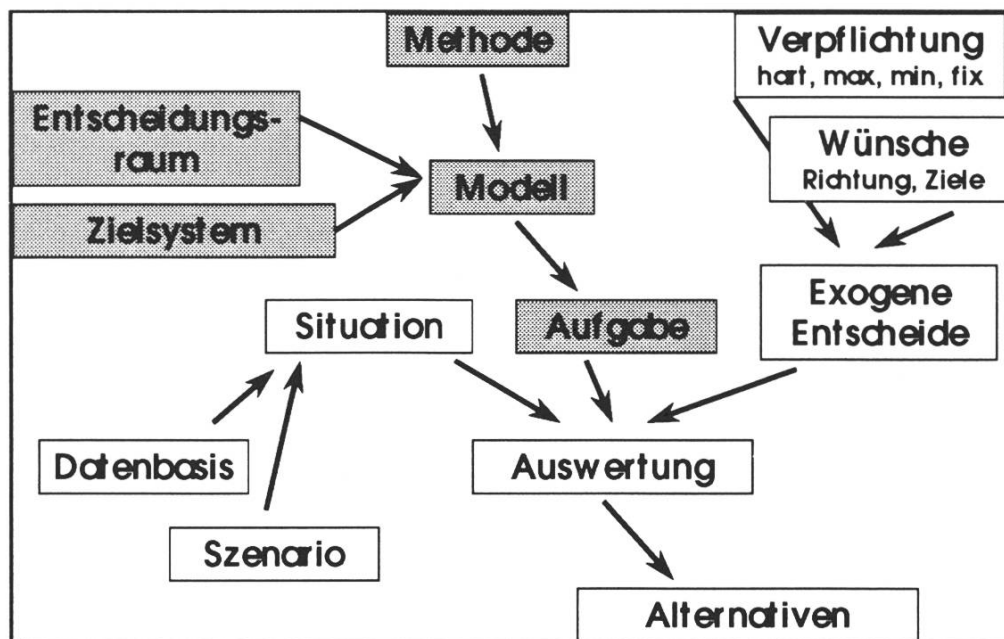 Methode
Verpflichtung
hart, max, min, fix
Entscheidungs-
raum
Wünsche
Richtung, Ziele
Modell
Zielsystem
Exogene
Entscheide
Situation
Aufgabe
Datenbasis
Auswertung
Szenario
Alternativen